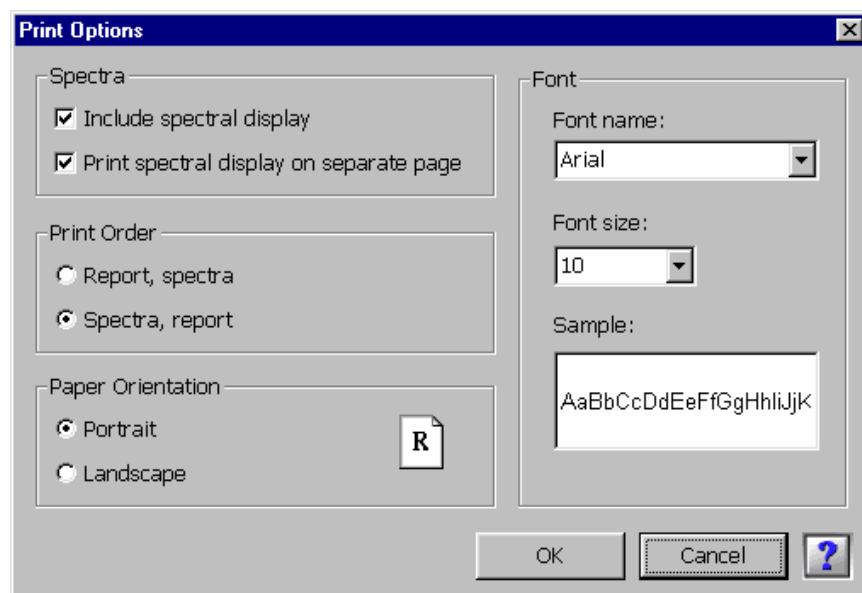 Print Options
Spectra
Include spectral display
Print spectral display on separate page
Print Order
Report, spectra
Spectra, report
Paper Orientation
Portrait
Landscape
R
Font
Font name:
Arial
Font size:
10
Sample:
AaBbCcDdEeFfGgHhIiJjK
OK
Cancel
?